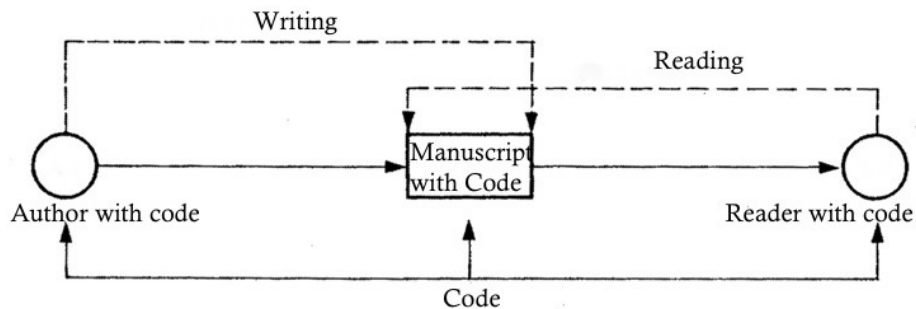 Writing
Reading
Manuscript
with Code
Author with code
Reader with code
Code